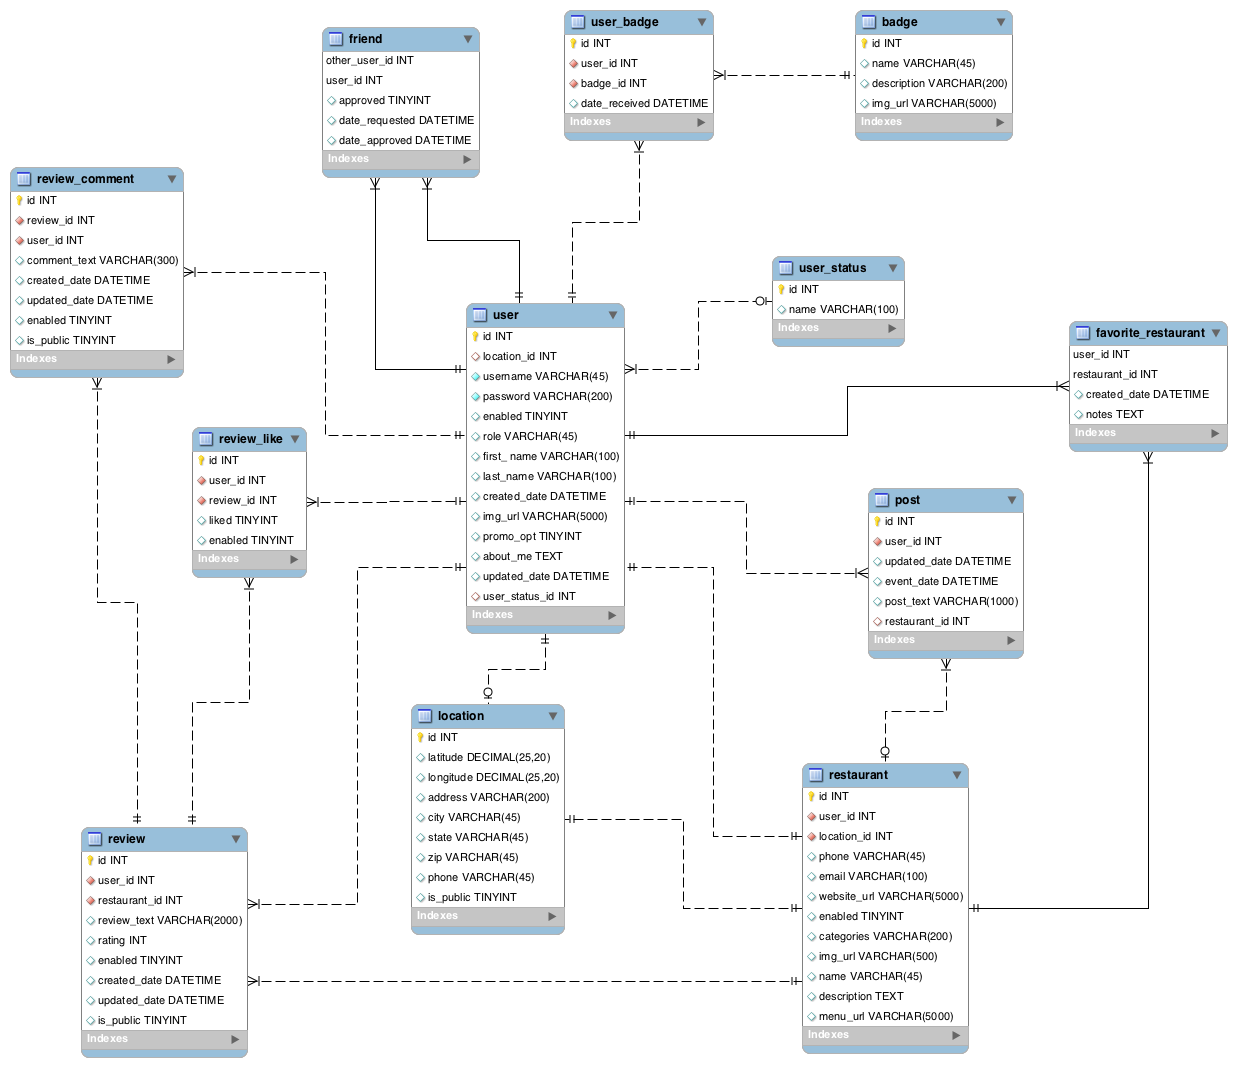 friend
other_user_id INT
user_id INT
approved TINYINT
date_requested DATETIME
date_approved DATETIME
Indexes
user_badge
id INT
user_id INT
badge_id INT
date_received DATETIME
Indexes
badge
id INT
name VARCHAR(45)
description VARCHAR(200)
img_url VARCHAR(5000)
Indexes
review_comment
id INT
review_id INT
user_id INT
comment_text VARCHAR(300)
created_date DATETIME
updated_date DATETIME
enabled TINYINT
is_public TINYINT
Indexes
user_status
id INT
name VARCHAR(100)
Indexes
user
id INT
location_id INT
username VARCHAR(45)
password VARCHAR(200)
enabled TINYINT
role VARCHAR(45)
first_ name VARCHAR(100)
last_name VARCHAR(100)
created_date DATETIME
img_url VARCHAR(5000)
promo_opt TINYINT
about_me TEXT
updated_date DATETIME
user_status_id INT
Indexes
favorite_restaurant
user_id INT
restaurant_id INT
created_date DATETIME
notes TEXT
Indexes
review_like
id INT
user_id INT
review_id INT
liked TINYINT
enabled TINYINT
Indexes
post
id INT
user_id INT
updated_date DATETIME
event_date DATETIME
post_text VARCHAR(1000)
restaurant_id INT
Indexes
location
id INT
latitude DECIMAL(25,20)
longitude DECIMAL(25,20)
address VARCHAR(200)
city VARCHAR(45)
state VARCHAR(45)
zip VARCHAR(45)
phone VARCHAR(45)
is_public TINYINT
Indexes
restaurant
id INT
user_id INT
location_id INT
phone VARCHAR(45)
email VARCHAR(100)
website_url VARCHAR(5000)
enabled TINYINT
categories VARCHAR(200)
img_url VARCHAR(500)
name VARCHAR(45)
description TEXT
menu_url VARCHAR(5000)
Indexes
review
id INT
user_id INT
restaurant_id INT
review_text VARCHAR(2000)
rating INT
enabled TINYINT
created_date DATETIME
updated_date DATETIME
is_public TINYINT
Indexes